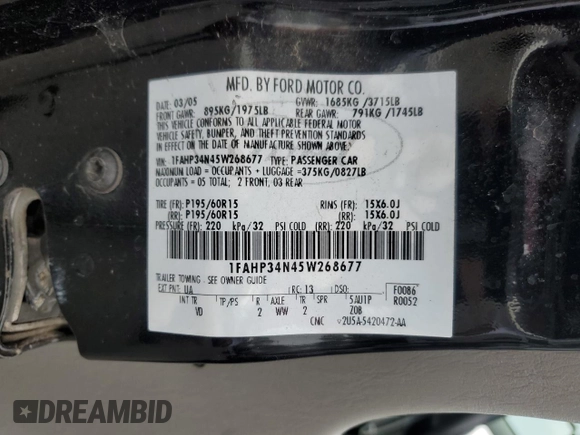 MFD. BY FORD MOTOR CO.
DATE: 03/05 GVWR: 1685KG /3715LB
FRONT GAWR: 895KG/1975LB REAR GAWR: 791KG /1745LB
THIS VEHICLE CONFORMS TO ALL APPLICABLE FEDERAL MOTOR
VEHICLE SAFETY, BUMPER, AND THEFT PREVENTION STANDARDS
IN EFFECT ON THE DATE OF MANUFACTURE SHOWN ABOVE.
VIN: 1FAHP34N45W268677 TYPE: PASSENGER CAR
MAXIMUM LOAD = OCCUPANTS + LUGGAGE =375KG/0827LB
OCCUPANTS = 05 TOTAL; 2 FRONT, 03 REAR
TIRE (FR): P195/60R15 RIMS (FR): 15X6.0J
(RR): P195/60R15 (RR): 15X6.0J
PRESSURE (FR): 220 kPa/32 PSI COLD (RR): 220 kPa/32 PSI COLD
1FAHP34N45W268677
TRAILER TOWING - SEE OWNER GUIDE
EXT PNT: UA RC: 13 DSO: F0086
INT TR TP/PS R AXLE TR SPR 5AU1P R0052
VD 2 WW 2 Z0B
CNC v2U5A-5420472-AA
DREAMBID